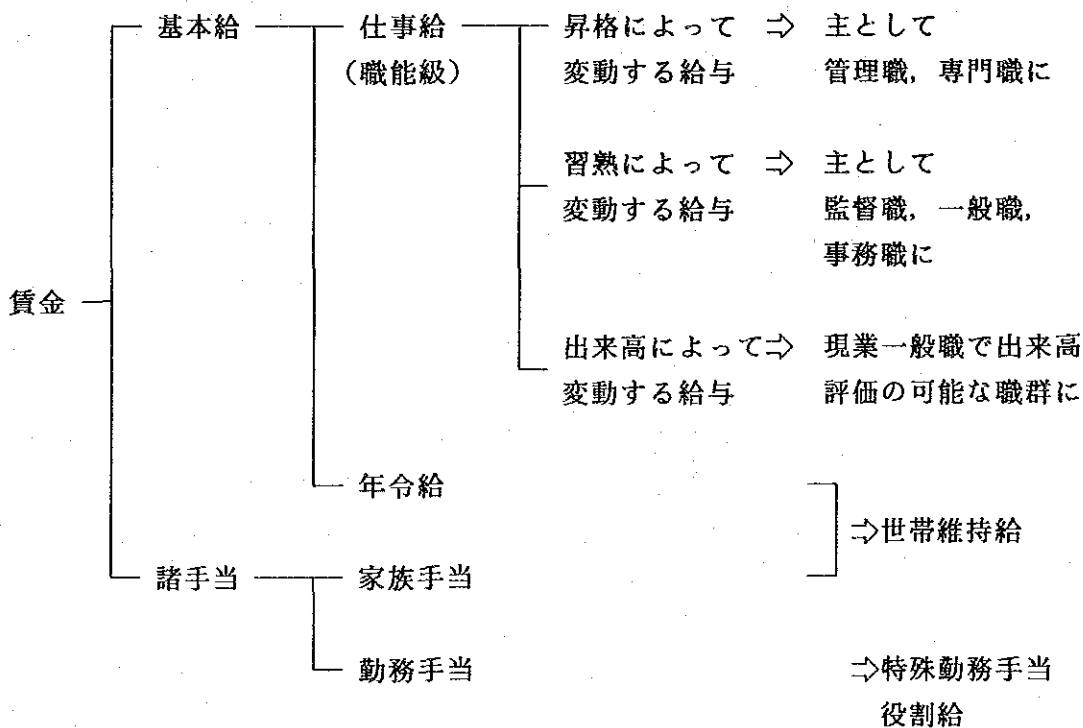 基本給 仕事給 昇格によって ⇨ 主として
(職能級) 変動する給与 管理職,専門職に
習熟によって ⇨ 主として
変動する給与 監督職,一般職,
事務職に
賃金
出来高によって⇨ 現業一般職で出来高
変動する給与 評価の可能な職群に
年令給
⇨世帯維持給
諸手当 家族手当
勤務手当 ⇨特殊勤務手当
役割給